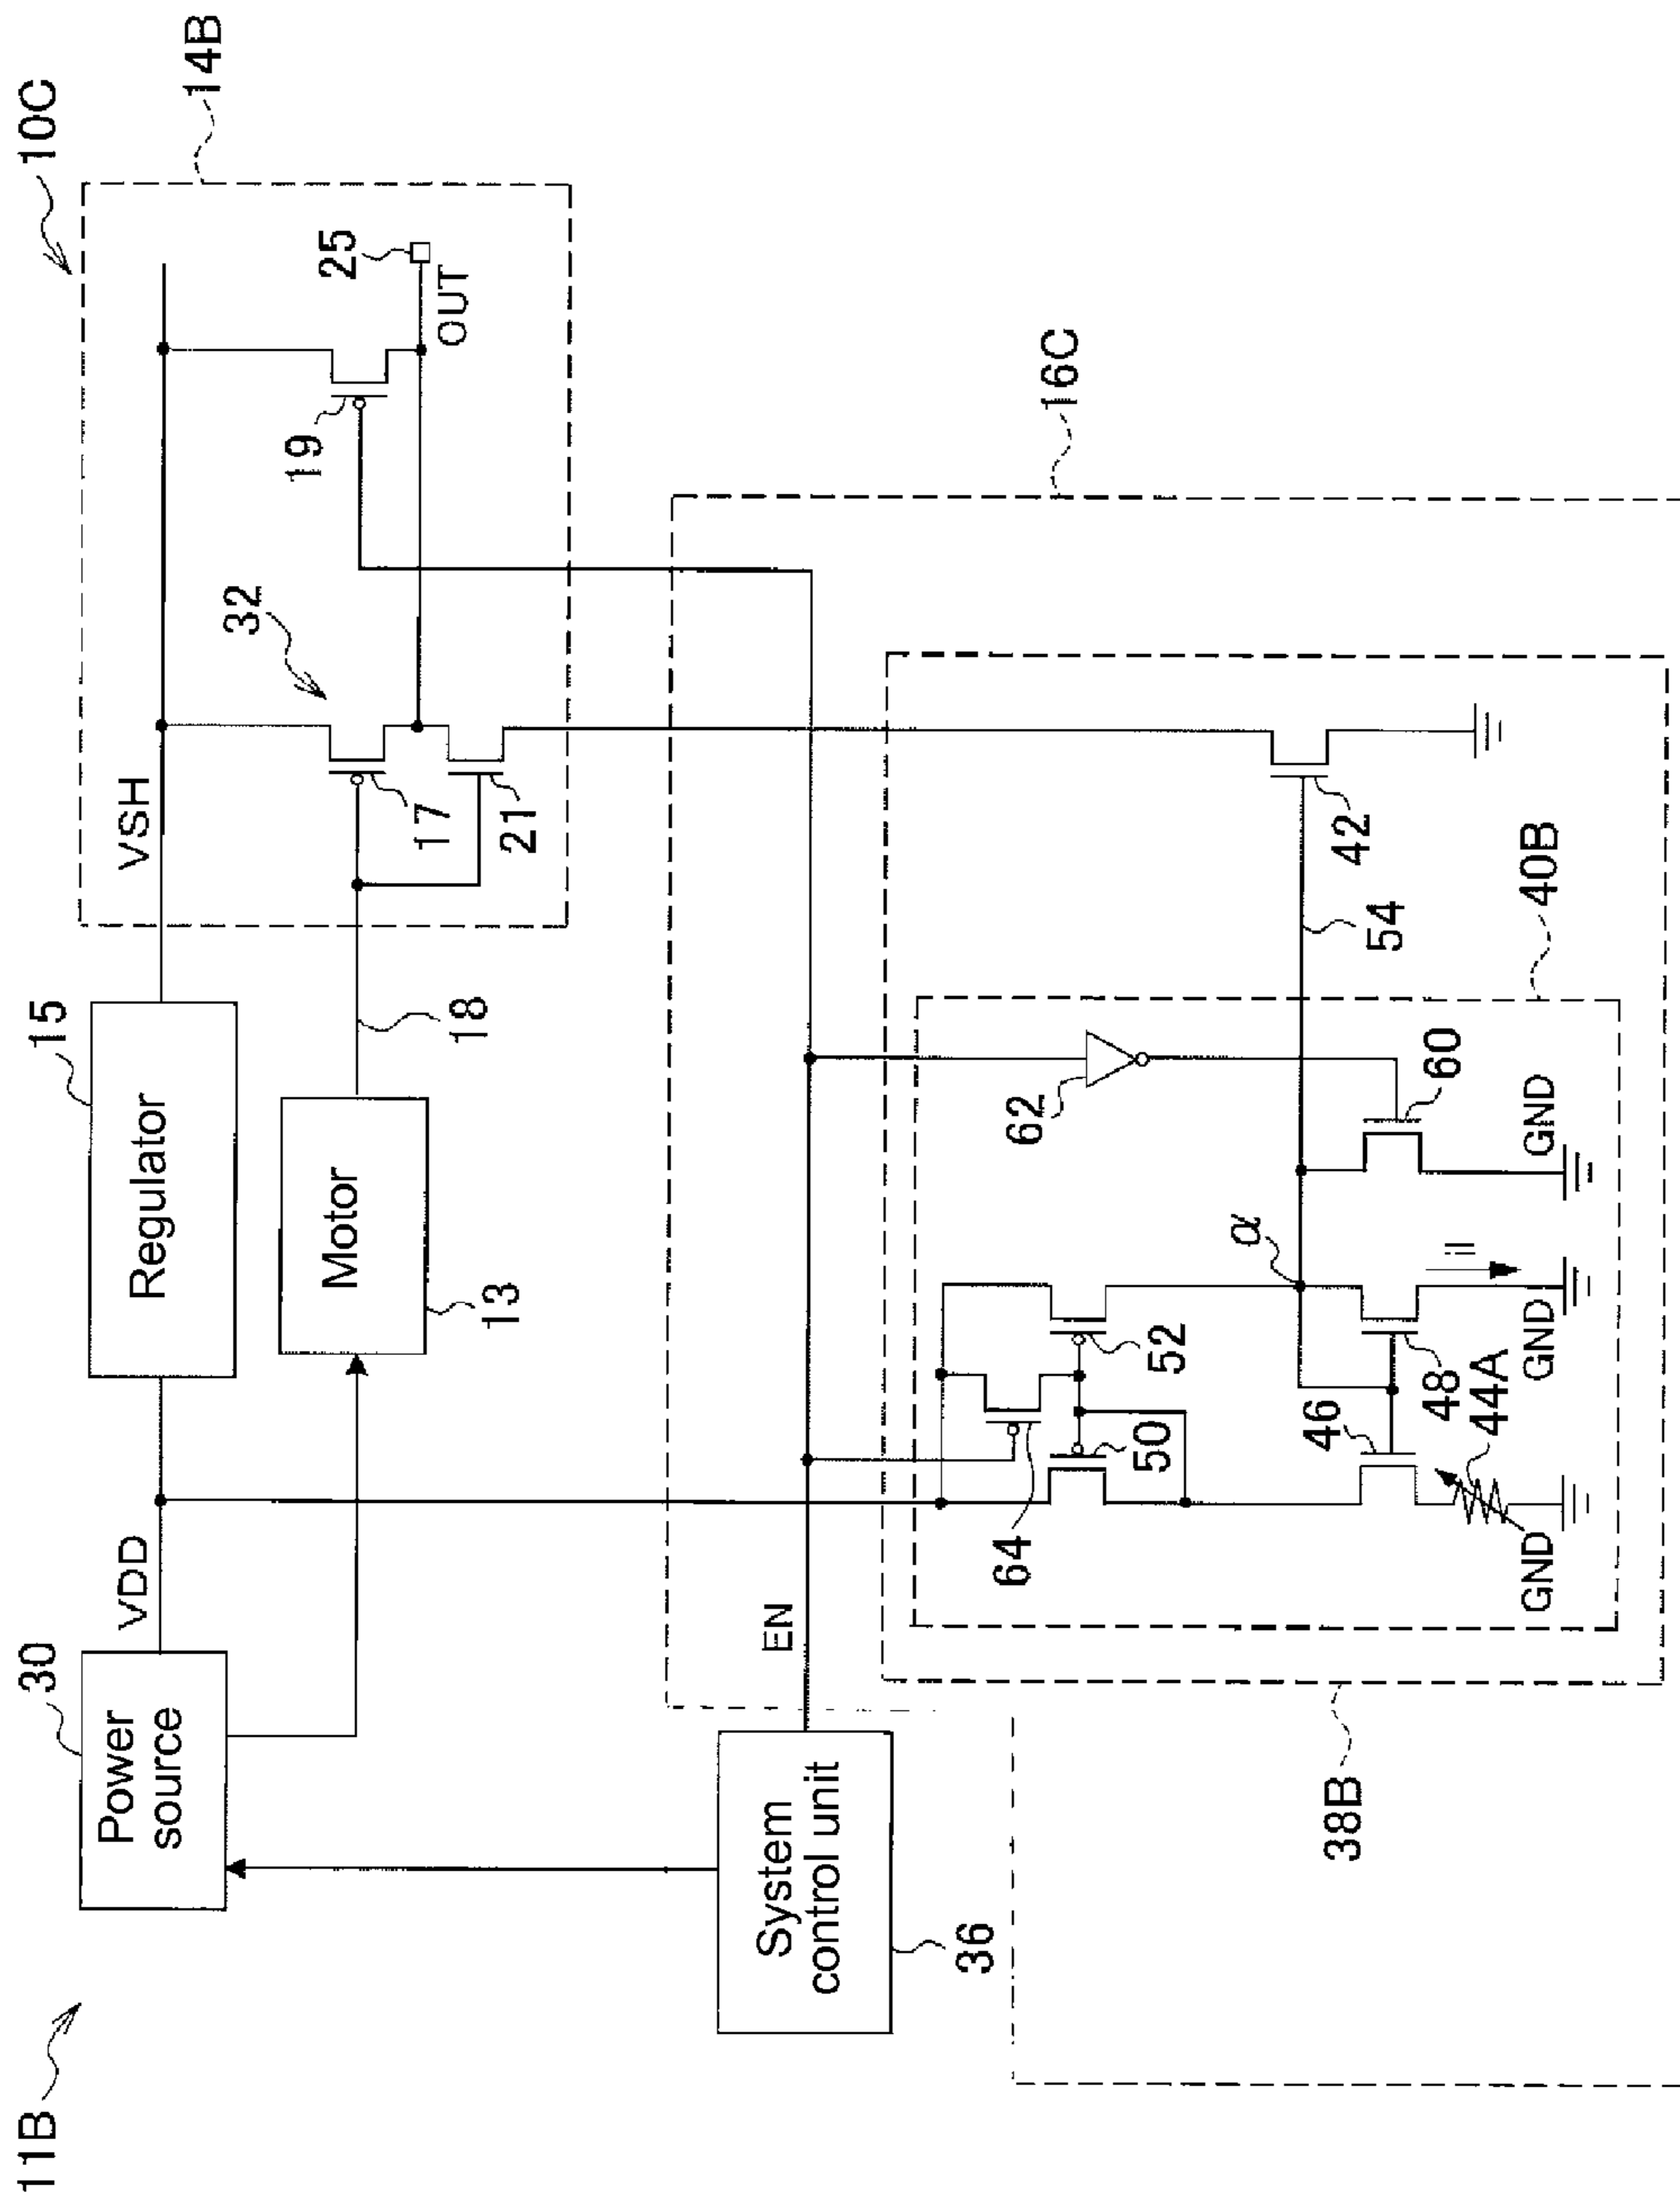 11B
10C
30
Power
source
VDD
15
Regulator
VSH
14B
Motor
13
18
32
17
21
19
25
OUT
System
control unit
36
EN
16C
64
50
52
62
α
54
42
46
48
44A
iI
60
GND
GND
GND
40B
38B